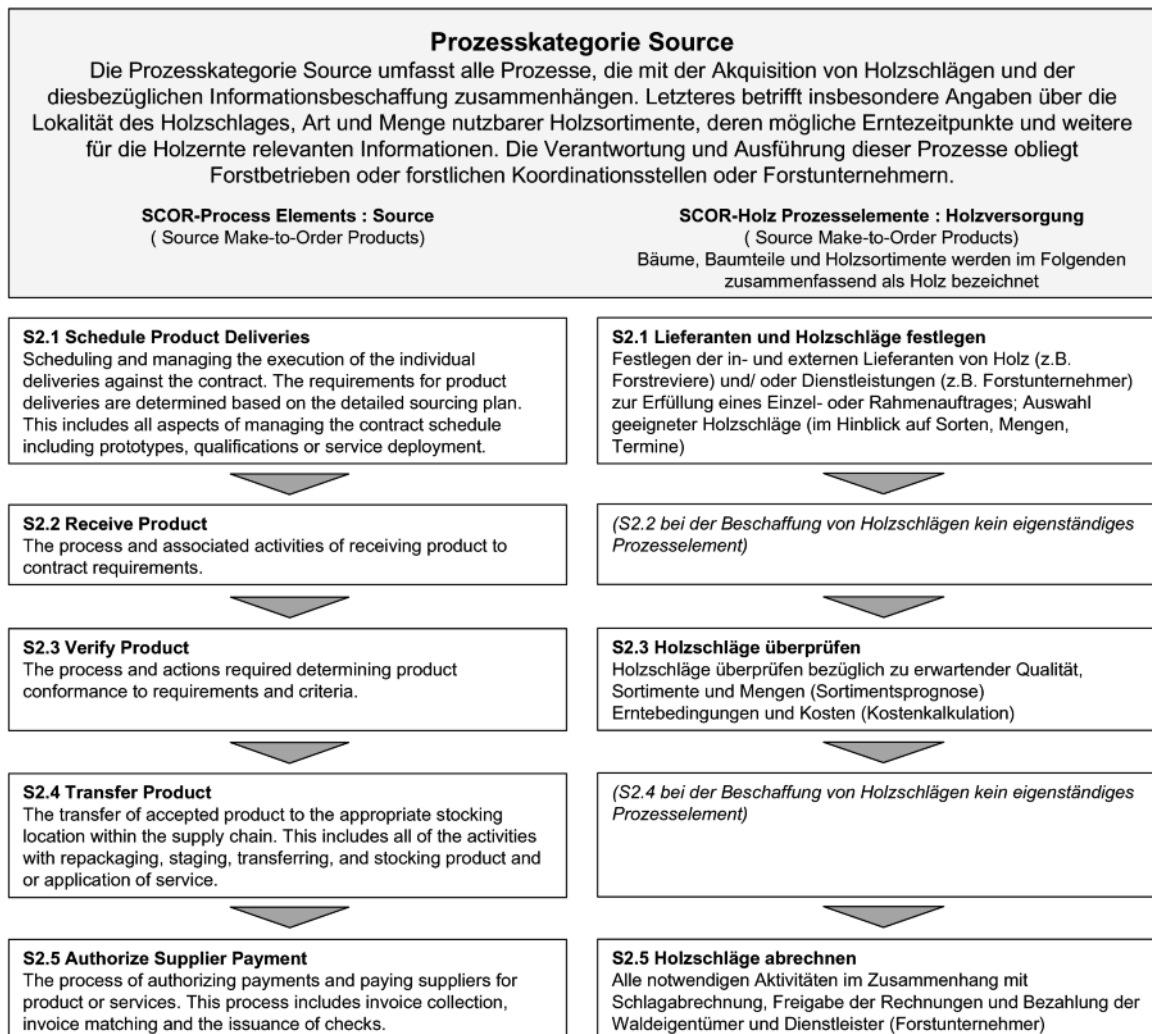 Prozesskategorie Source
Die Prozesskategorie Source umfasst alle Prozesse, die mit der Akquisition von Holzschlägen und der
diesbezüglichen Informationsbeschaffung zusammenhängen. Letzteres betrifft insbesondere Angaben über die
Lokalität des Holzschlages, Art und Menge nutzbarer Holzsortimente, deren mögliche Erntezeitpunkte und weitere
für die Holzernte relevanten Informationen. Die Verantwortung und Ausführung dieser Prozesse obliegt
Forstbetrieben oder forstlichen Koordinationsstellen oder Forstunternehmern.
SCOR-Process Elements : Source
( Source Make-to-Order Products)
SCOR-Holz Prozesselemente : Holzversorgung
( Source Make-to-Order Products)
Bäume, Baumteile und Holzsortimente werden im Folgenden
zusammenfassend als Holz bezeichnet
S2.1 Schedule Product Deliveries
Scheduling and managing the execution of the individual
deliveries against the contract. The requirements for product
deliveries are determined based on the detailed sourcing plan.
This includes all aspects of managing the contract schedule
including prototypes, qualifications or service deployment.
S2.1 Lieferanten und Holzschläge festlegen
Festlegen der in- und externen Lieferanten von Holz (z.B.
Forstreviere) und/ oder Dienstleistungen (z.B. Forstunternehmer)
zur Erfüllung eines Einzel- oder Rahmenauftrages; Auswahl
geeigneter Holzschläge (im Hinblick auf Sorten, Mengen,
Termine)
S2.2 Receive Product
The process and associated activities of receiving product to
contract requirements.
(S2.2 bei der Beschaffung von Holzschlägen kein eigenständiges
Prozesselement)
S2.3 Verify Product
The process and actions required determining product
conformance to requirements and criteria.
S2.3 Holzschläge überprüfen
Holzschläge überprüfen bezüglich zu erwartender Qualität,
Sortimente und Mengen (Sortimentsprognose)
Erntebedingungen und Kosten (Kostenkalkulation)
S2.4 Transfer Product
The transfer of accepted product to the appropriate stocking
location within the supply chain. This includes all of the activities
with repackaging, staging, transferring, and stocking product and
or application of service.
(S2.4 bei der Beschaffung von Holzschlägen kein eigenständiges
Prozesselement)
S2.5 Authorize Supplier Payment
The process of authorizing payments and paying suppliers for
product or services. This process includes invoice collection,
invoice matching and the issuance of checks.
S2.5 Holzschläge abrechnen
Alle notwendigen Aktivitäten im Zusammenhang mit
Schlagabrechnung, Freigabe der Rechnungen und Bezahlung der
Waldeigentümer und Dienstleister (Forstunternehmer)